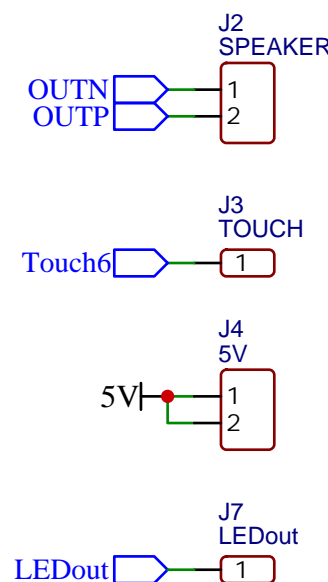 J2
SPEAKER
OUTN 1
OUTP 2
J3
TOUCH
Touch6 1
J4
5V
5V 1
2
J7
LEDout
LEDout 1